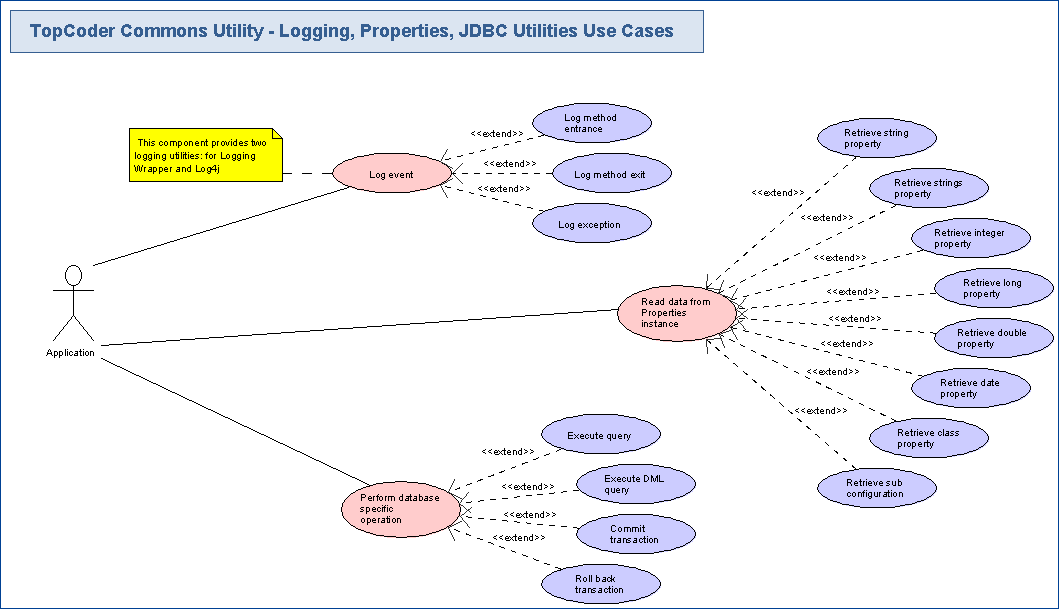 TopCoder Commons Utility - Logging, Properties, JDBC Utilities Use Cases
This component provides two
logging utilities: for Logging
Wrapper and Log4j
Log event
<<extend>>
Log method
entrance
<<extend>>
Log method exit
<<extend>>
Log exception
Application
Read data from
Properties
instance
<<extend>>
Retrieve string
property
<<extend>>
Retrieve strings
property
<<extend>>
Retrieve integer
property
<<extend>>
Retrieve long
property
<<extend>>
Retrieve double
property
<<extend>>
Retrieve date
property
<<extend>>
Retrieve class
property
<<extend>>
Retrieve sub
configuration
Perform database
specific
operation
<<extend>>
Execute query
<<extend>>
Execute DML
query
<<extend>>
Commit
transaction
<<extend>>
Roll back
transaction